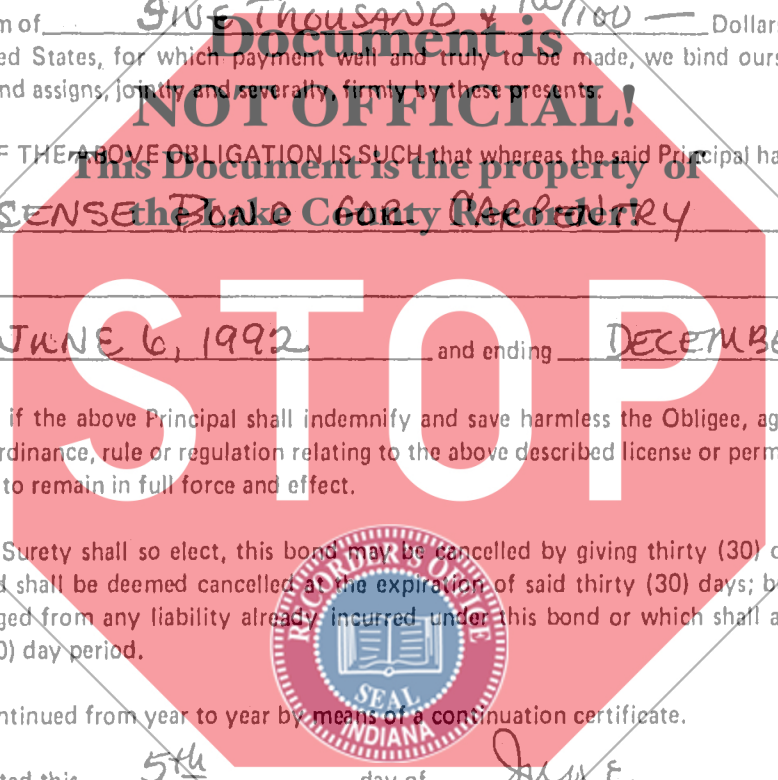 m of FIVE THOUSAND & NO/100 — Dollar
Document is
ed States, for which payment well and truly to be made, we bind ours
nd assigns, jointly and severally, firmly by these presents.
NOT OFFICIAL!
F THE ABOVE OBLIGATION IS SUCH that whereas the said Principal ha
This Document is the property of
CENSE BOND FOR CARPENTRY
the Lake County Recorder!
STOP
JUNE 6, 1992 and ending DECEMBE
if the above Principal shall indemnify and save harmless the Obligee, ag
rdinance, rule or regulation relating to the above described license or perm
to remain in full force and effect.
Surety shall so elect, this bond may be cancelled by giving thirty (30) d
d shall be deemed cancelled at the expiration of said thirty (30) days; b
ged from any liability already incurred under this bond or which shall a
0) day period.
RECORDER'S OFFICE
SEAL
INDIANA
ntinued from year to year by means of a continuation certificate.
ted this 5th day of June